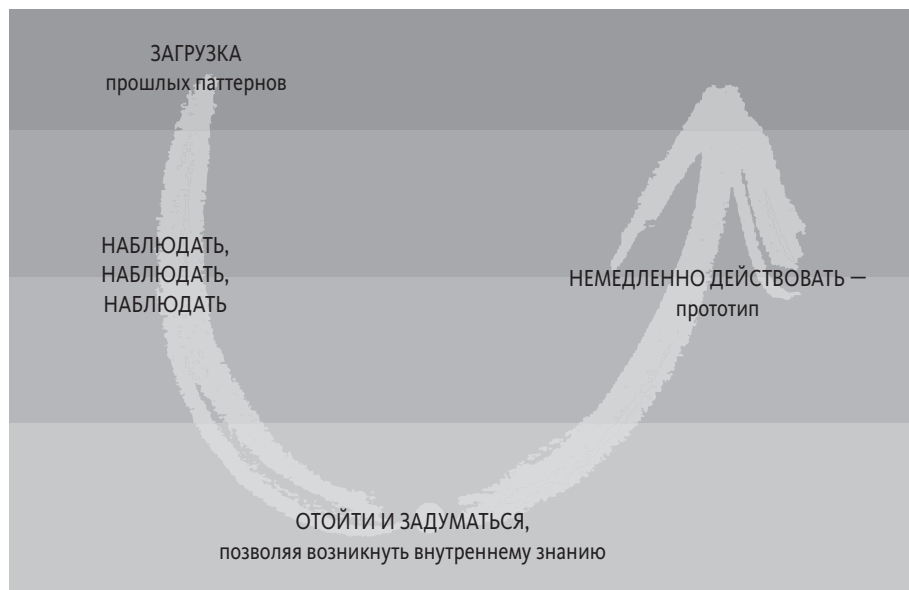 ЗАГРУЗКА
прошлых паттернов
НАБЛЮДАТЬ,
НАБЛЮДАТЬ,
НАБЛЮДАТЬ
НЕМЕДЛЕННО ДЕЙСТВОВАТЬ —
прототип
ОТОЙТИ И ЗАДУМАТЬСЯ,
позволяя возникнуть внутреннему знанию